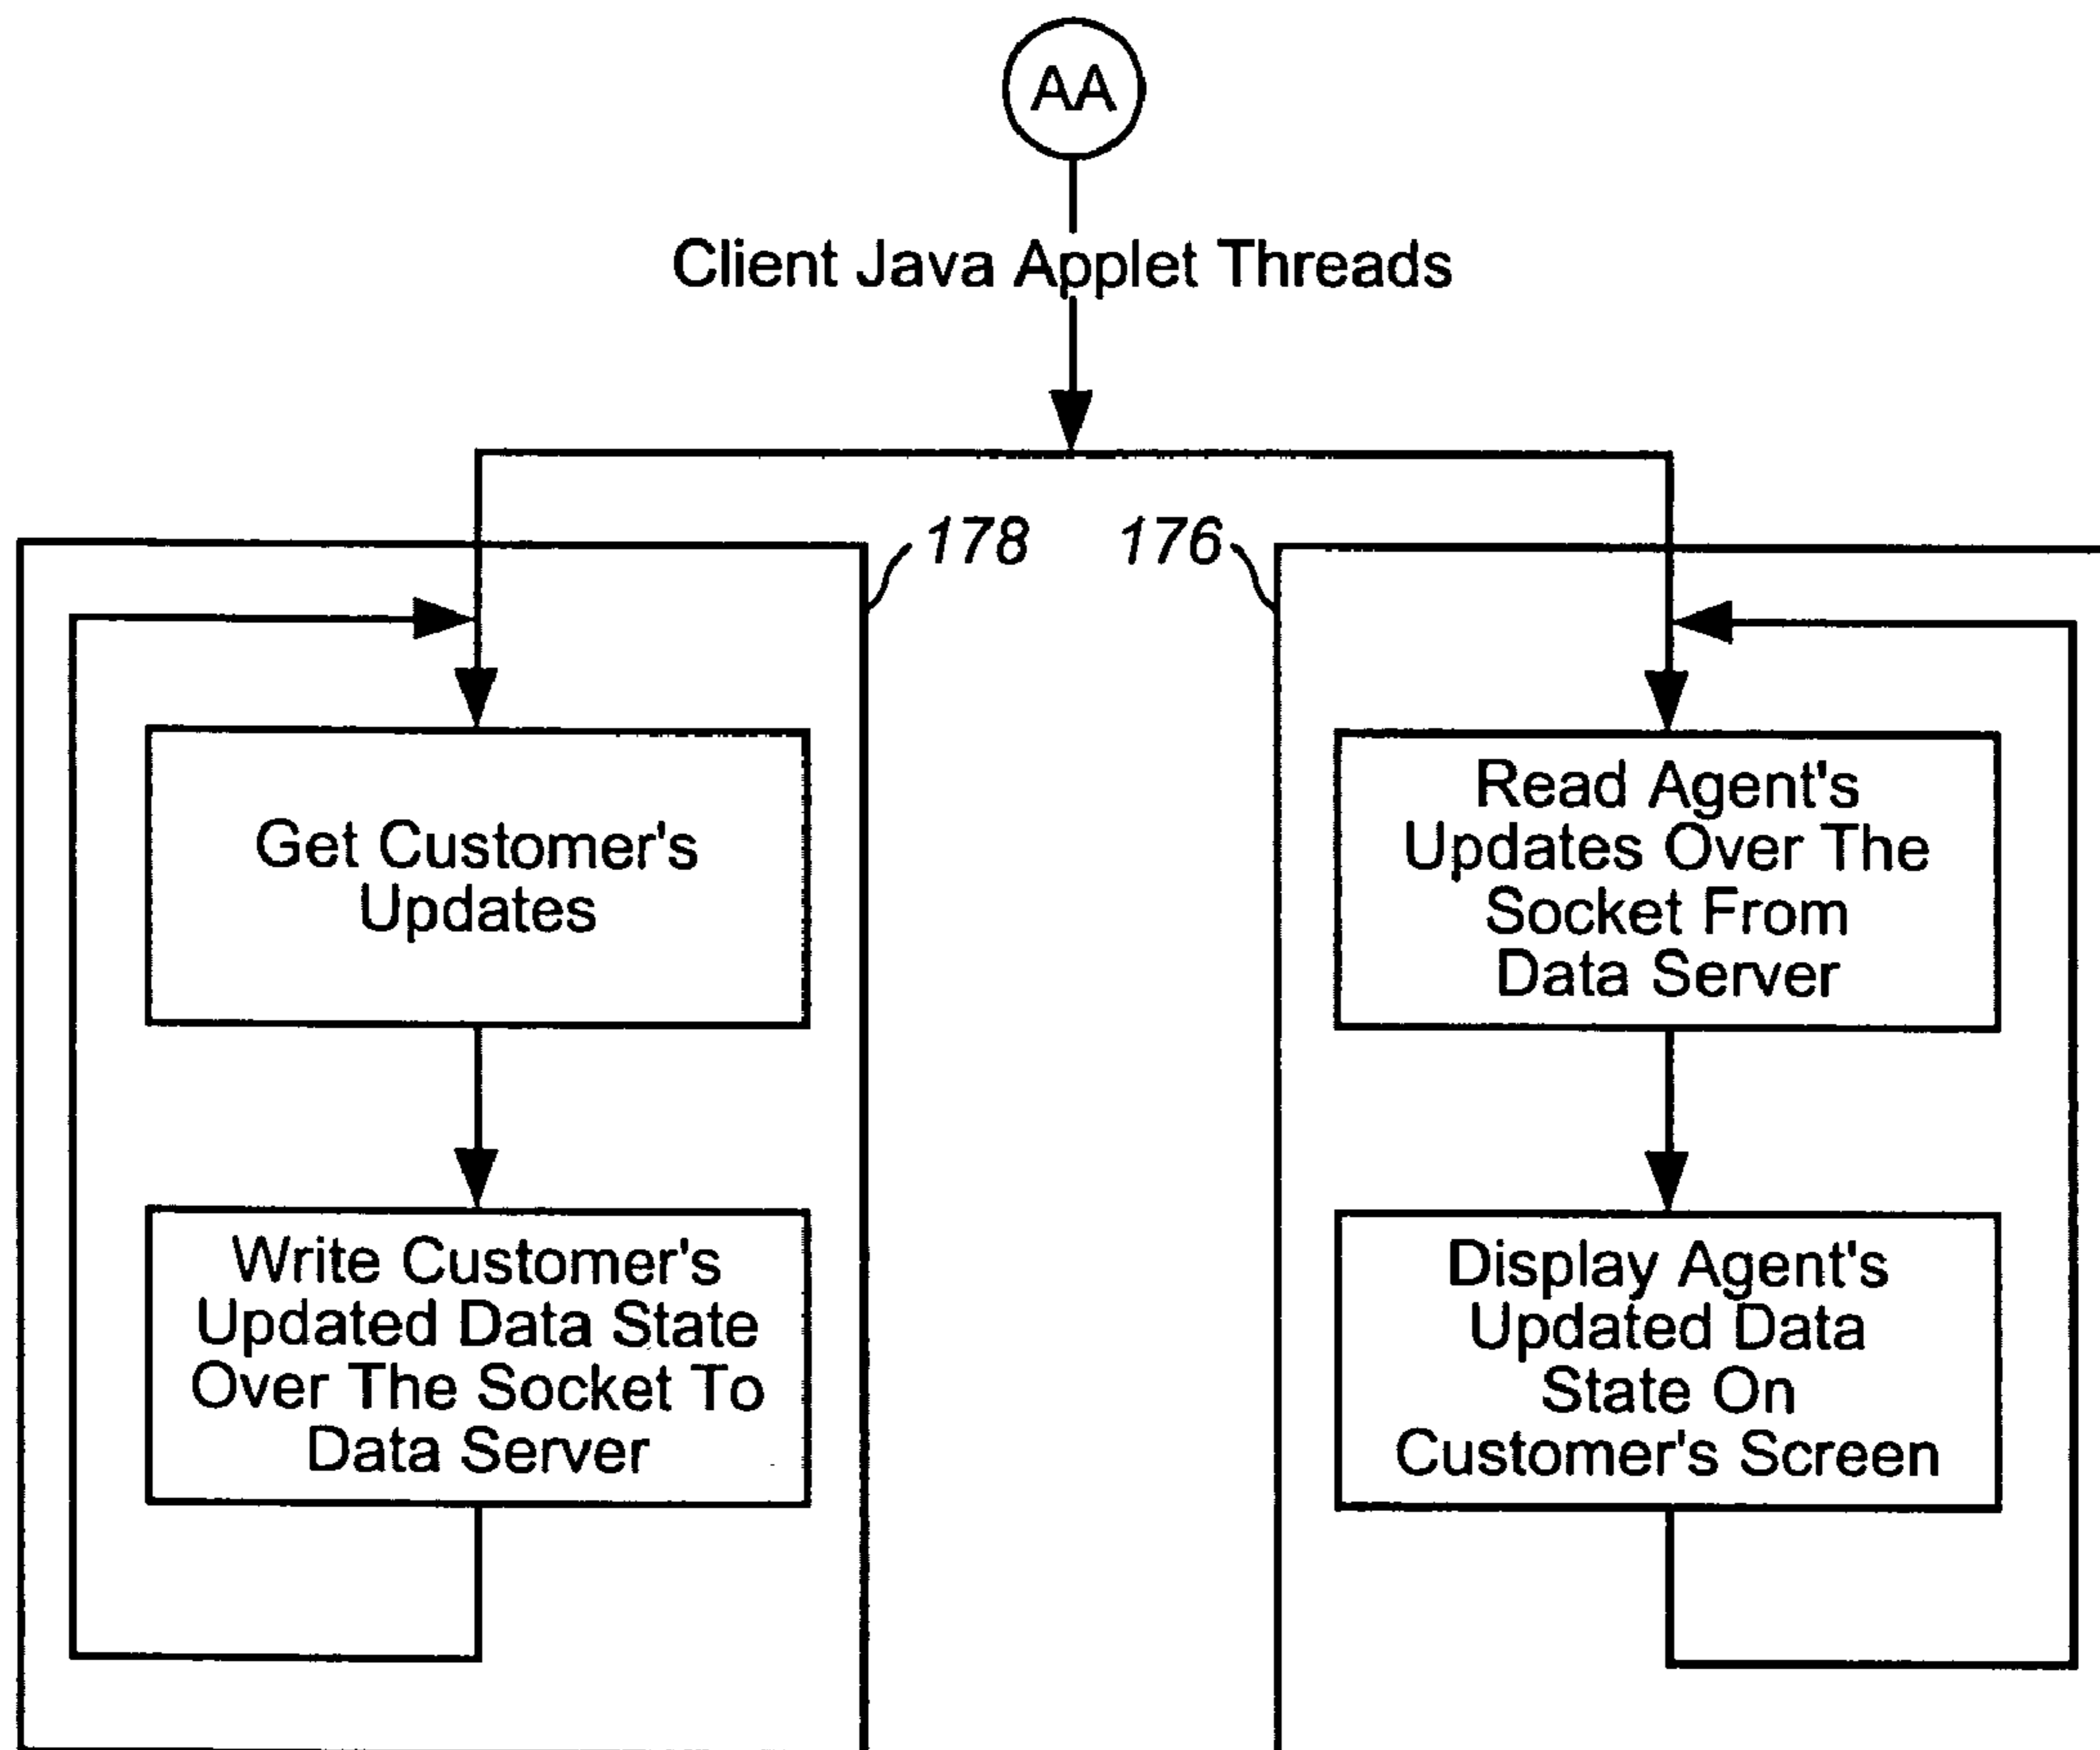 AA
Client Java Applet Threads
178
176
Get Customer's
Updates
Write Customer's
Updated Data State
Over The Socket To
Data Server
Read Agent's
Updates Over The
Socket From
Data Server
Display Agent's
Updated Data
State On
Customer's Screen